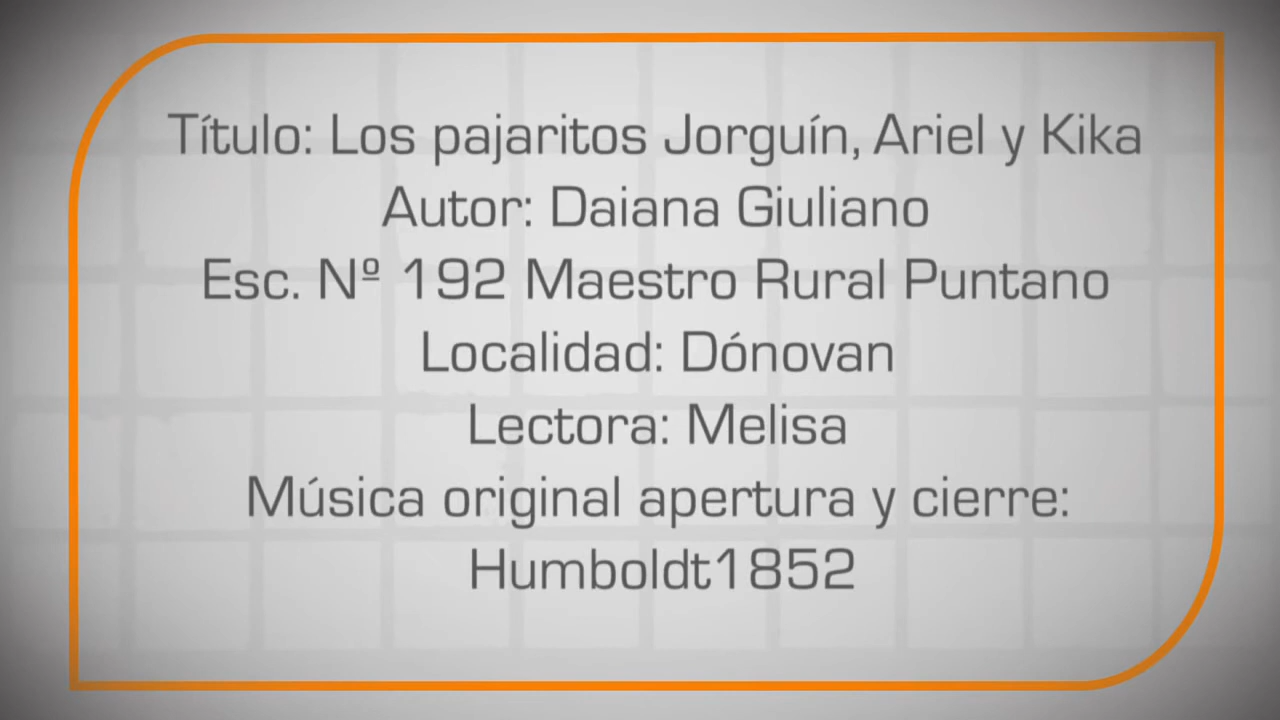 Título: Los pajaritos Jorguín, Ariel y Kika
Autor: Daiana Giuliano
Esc. Nº 192 Maestro Rural Puntano
Localidad: Dónovan
Lectora: Melisa
Música original apertura y cierre:
Humboldt1852